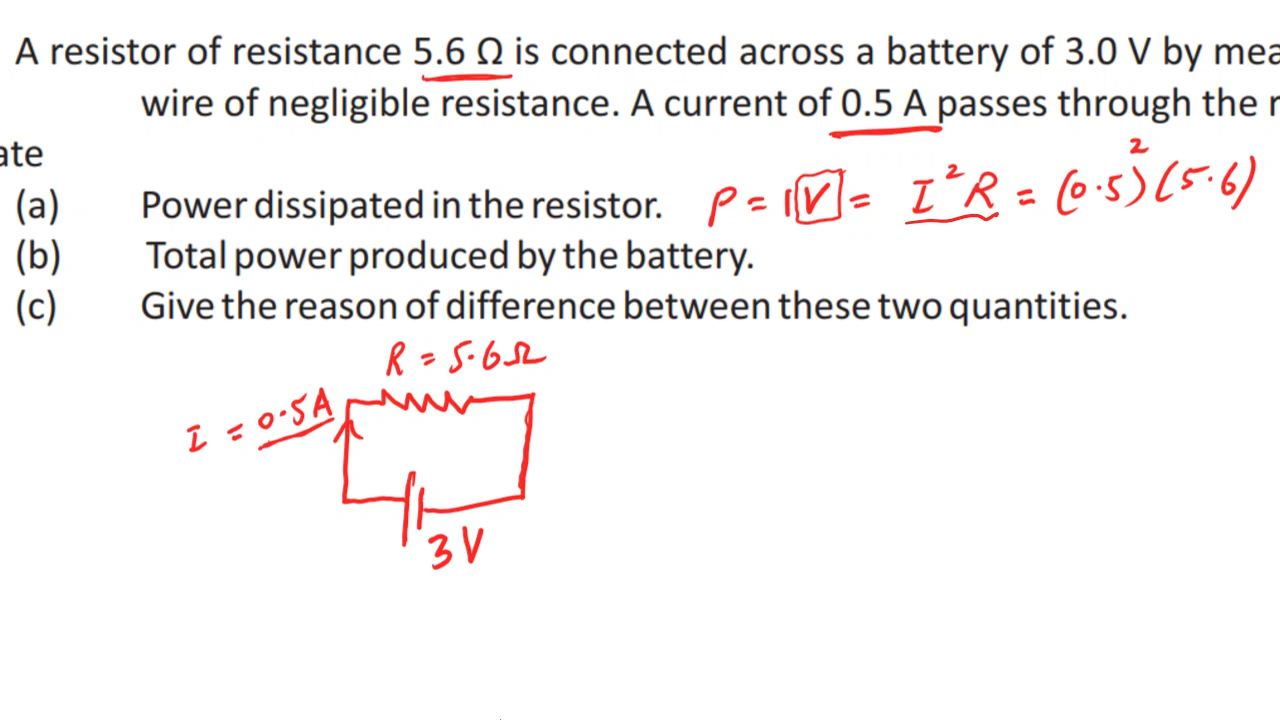 A resistor of resistance 5.6 Ω is connected across a battery of 3.0 V by mea
wire of negligible resistance. A current of 0.5 A passes through the r
ate
(a) Power dissipated in the resistor. P = IV = I²R = (0.5)²(5.6)
(b) Total power produced by the battery.
(c) Give the reason of difference between these two quantities.
R = 5.6Ω
I = 0.5A
3V